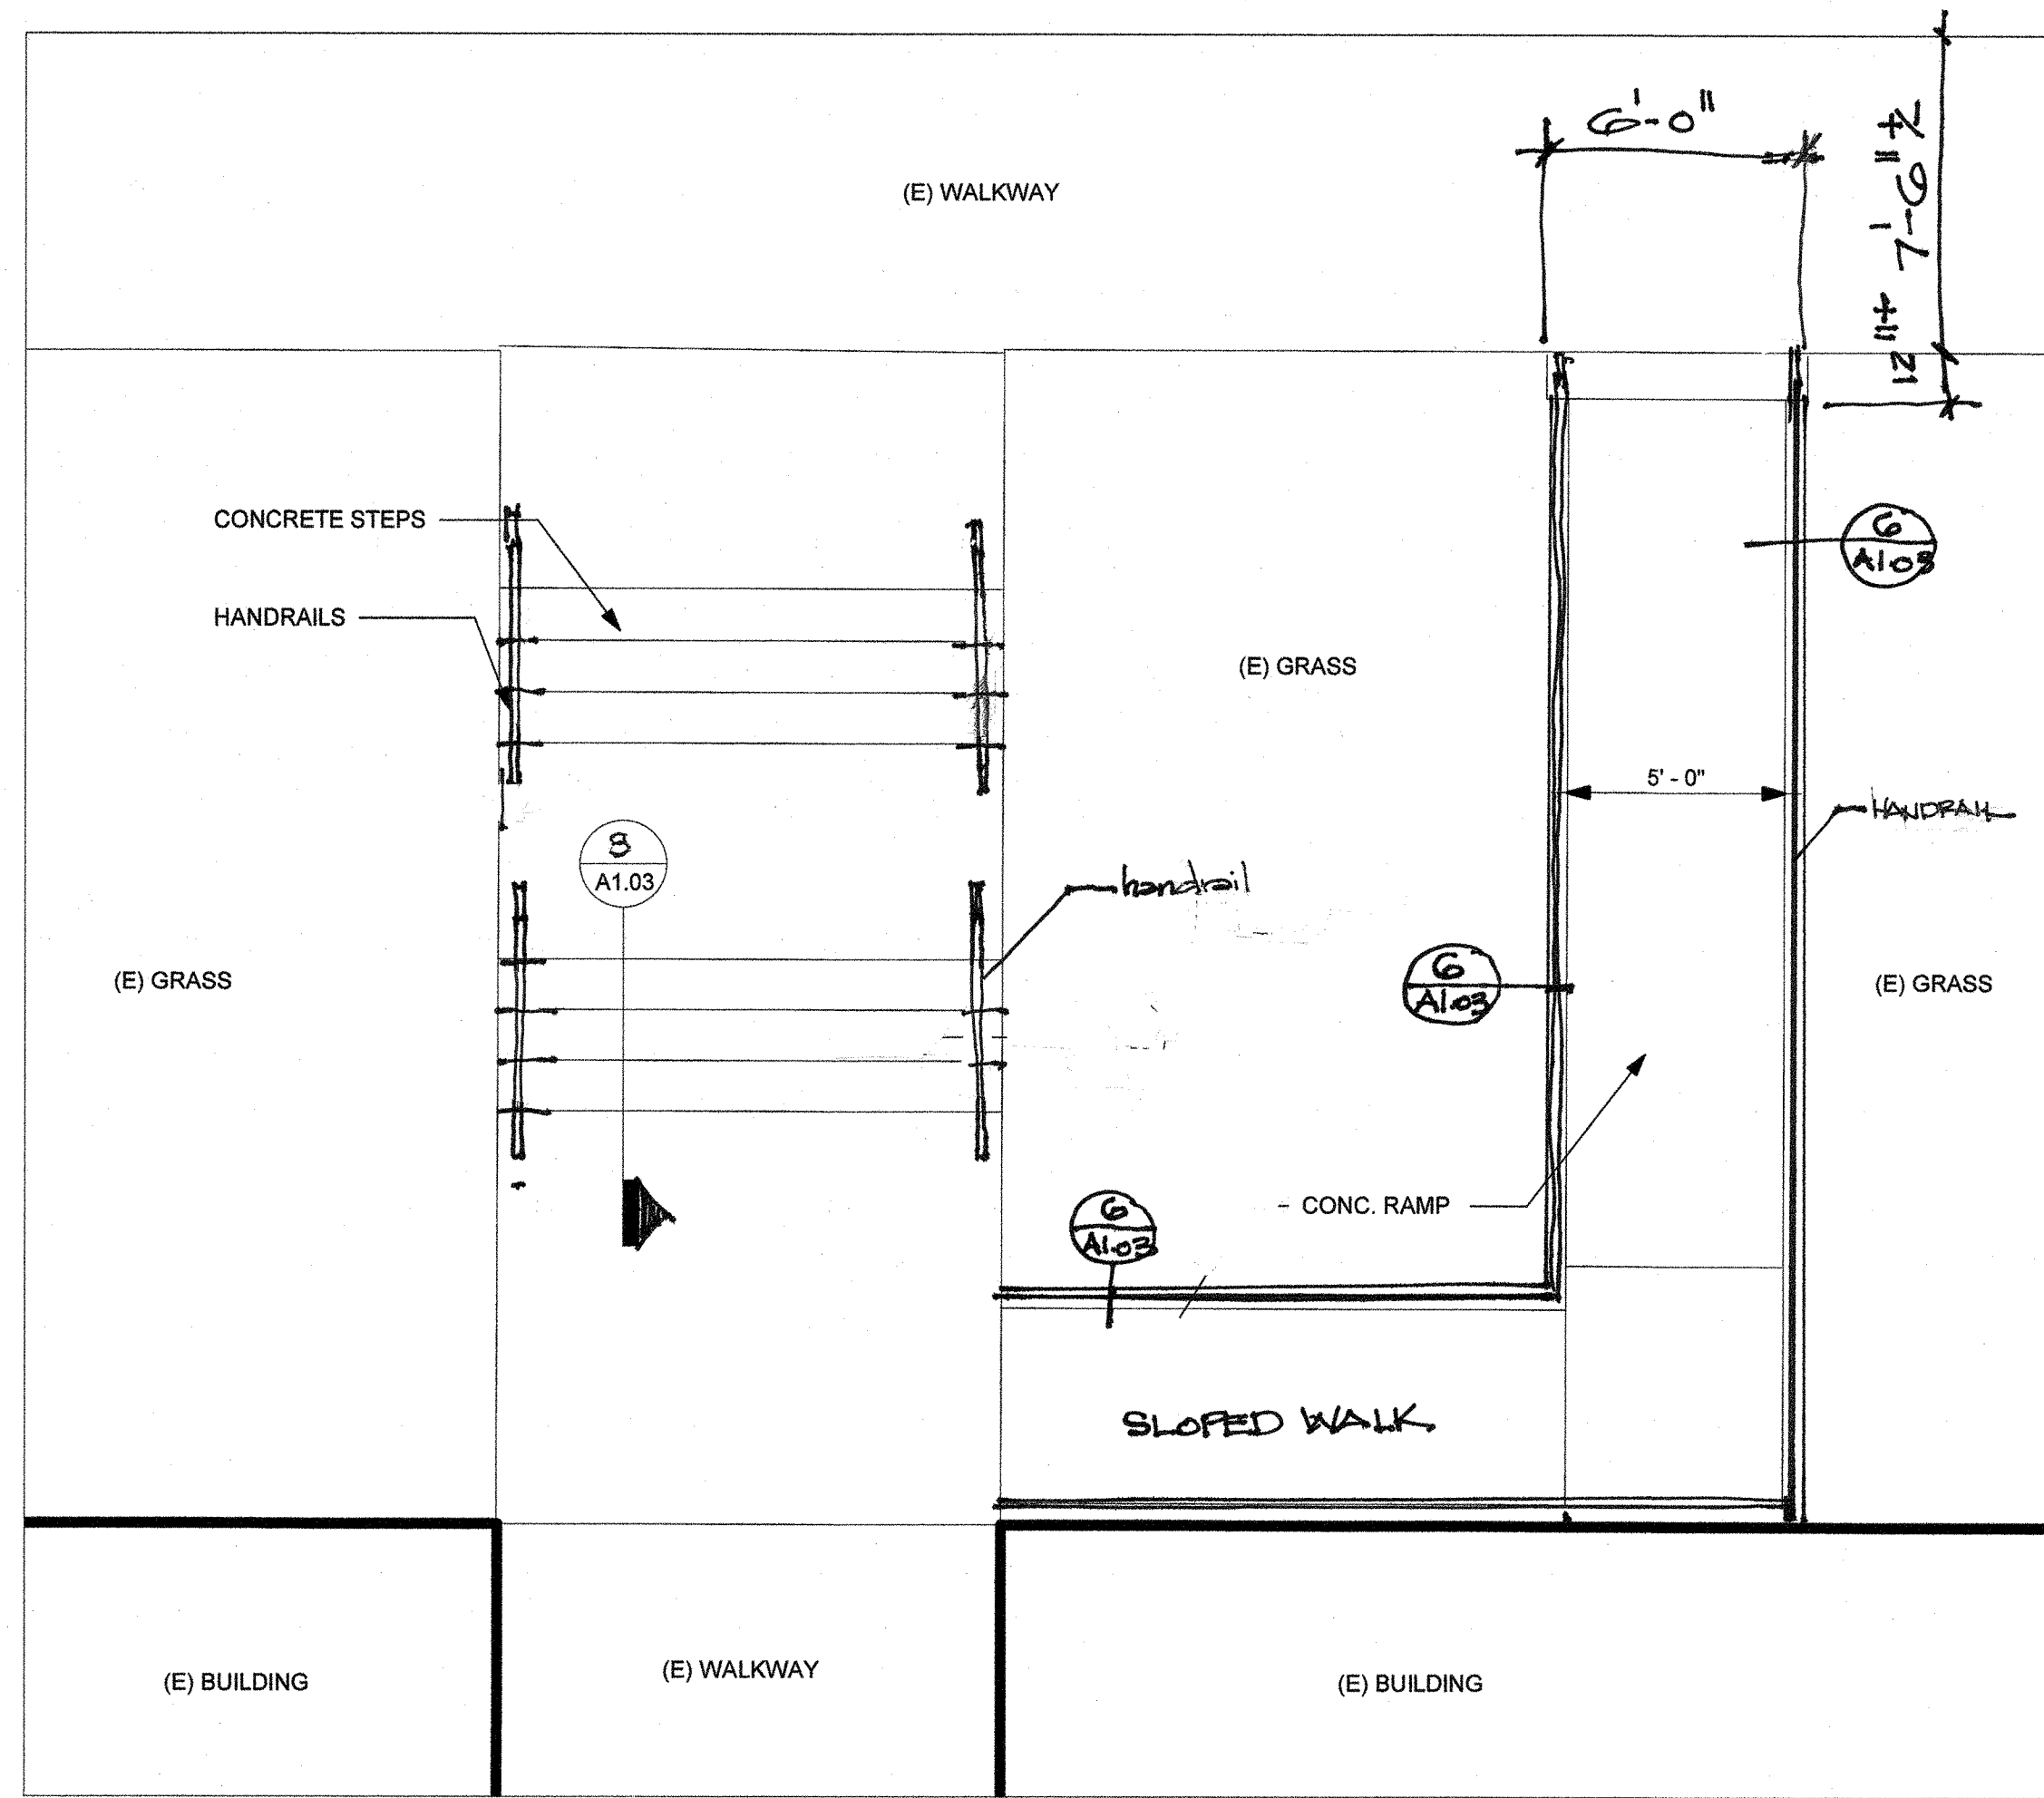 6'-0"
7'-6"±
12"±
(E) WALKWAY
CONCRETE STEPS
HANDRAILS
6
A1.03
(E) GRASS
5' - 0"
HANDRAIL
8
A1.03
handrail
(E) GRASS
6
A1.03
(E) GRASS
6
A1.03
- CONC. RAMP
SLOPED WALK
(E) BUILDING
(E) WALKWAY
(E) BUILDING